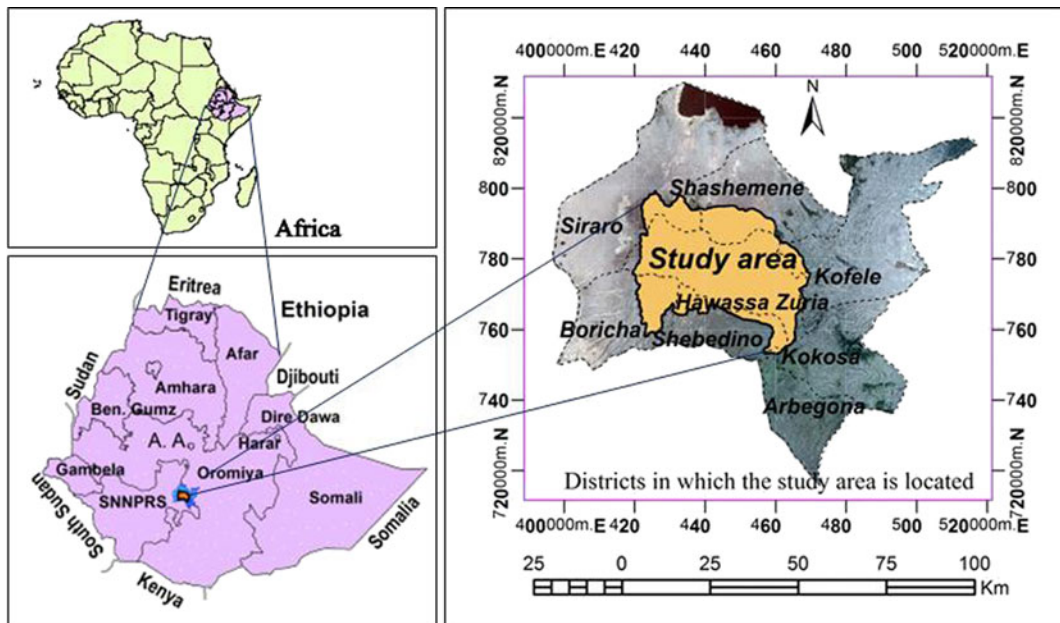 Africa
Ethiopia
Eritrea
Tigray
Afar
Sudan
Amhara
Djibouti
Ben. Gumz
Dire Dawa
A. A.
Harar
Gambela
Oromiya
SNNPRS
Somali
South Sudan
Somalia
Kenya
400000m.E 420 440 460 480 500 520000m.E
820000m.N
800
780
760
740
720000m.N
N
Shashemene
Siraro
Study area
Kofele
Hawassa Zuria
Boricha
Shebedino
Kokosa
Arbegona
820000m.N
800
780
760
740
720000m.N
Districts in which the study area is located
400000m.E 420 440 460 480 500 520000m.E
25 0 25 50 75 100
Km